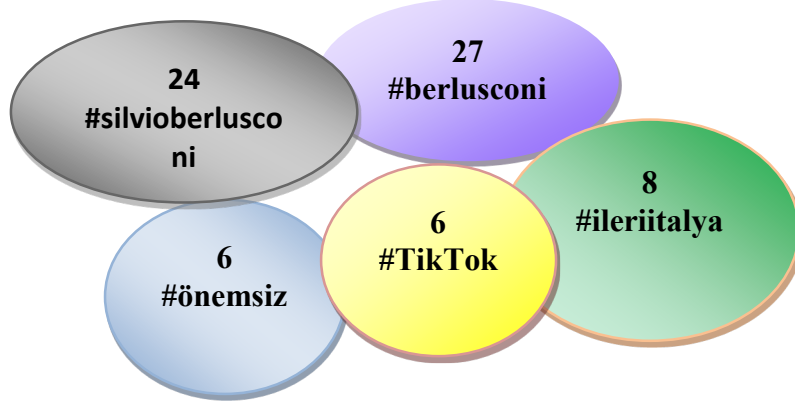 24
#silvioberlusco
ni
27
#berlusconi
8
#ileriitalya
6
#önemsiz
6
#TikTok